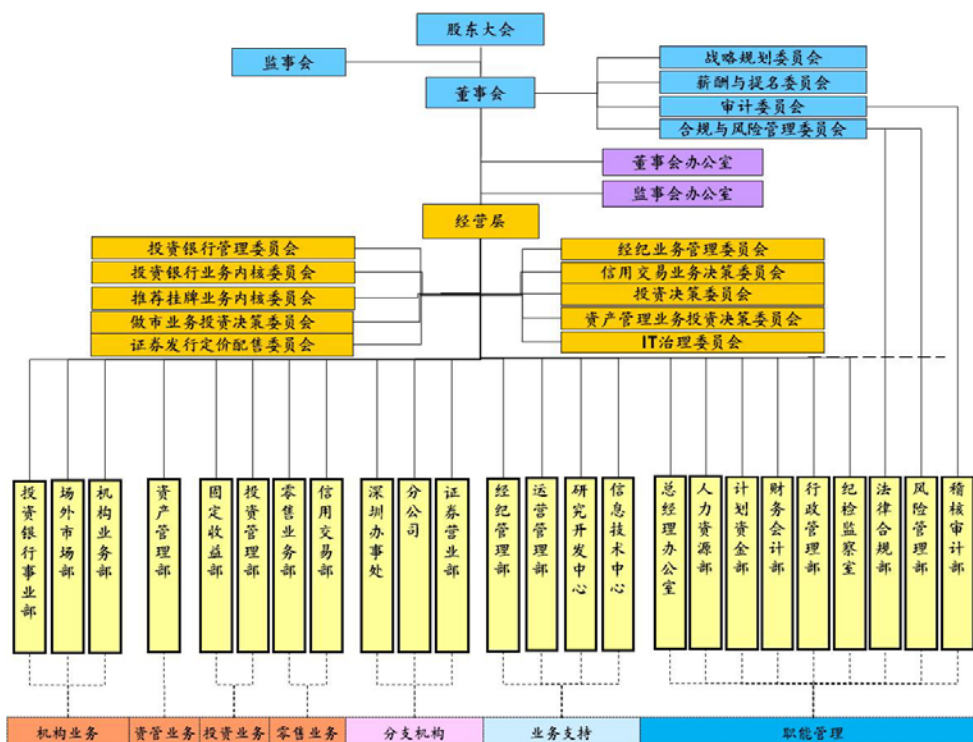 股东大会
监事会
董事会
战略规划委员会
薪酬与提名委员会
审计委员会
合规与风险管理委员会
董事会办公室
监事会办公室
经营层
投资银行管理委员会
投资银行业务内核委员会
推荐挂牌业务内核委员会
做市业务投资决策委员会
证券发行定价配售委员会
经纪业务管理委员会
信用交易业务决策委员会
投资决策委员会
资产管理业务投资决策委员会
IT治理委员会
投资银行事业部
场外市场部
机构业务部
资产管理部
固定收益部
投资管理部
零售业务部
信用交易部
深圳办事处
分公司
证券营业部
经纪管理部
运营管理部
研究开发中心
信息技术中心
总经理办公室
人力资源部
计划资金部
财务会计部
行政管理部
纪检监察室
法律合规部
风险管理部
稽核审计部
机构业务
资管业务
投资业务
零售业务
分支机构
业务支持
职能管理